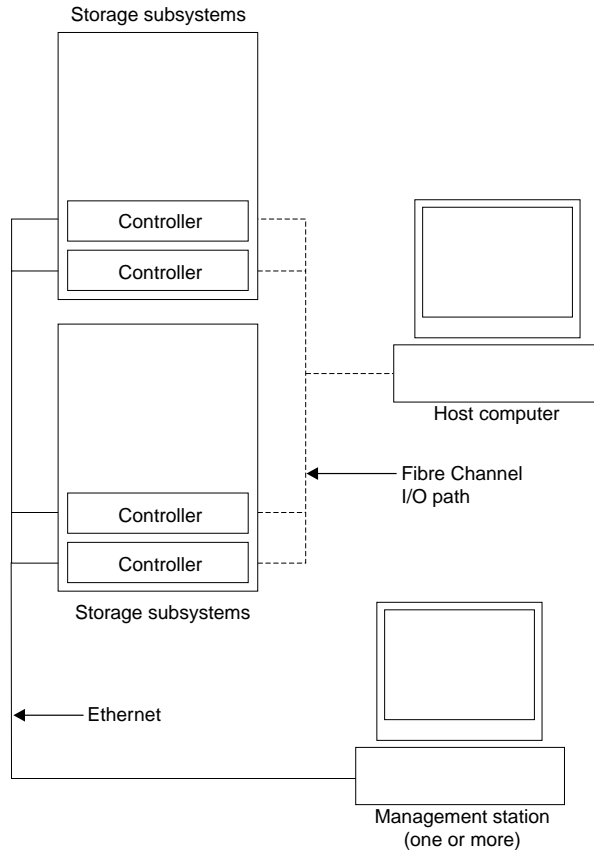 Storage subsystems
Controller
Controller
Host computer
Fibre Channel
I/O path
Controller
Controller
Storage subsystems
Ethernet
Management station
(one or more)